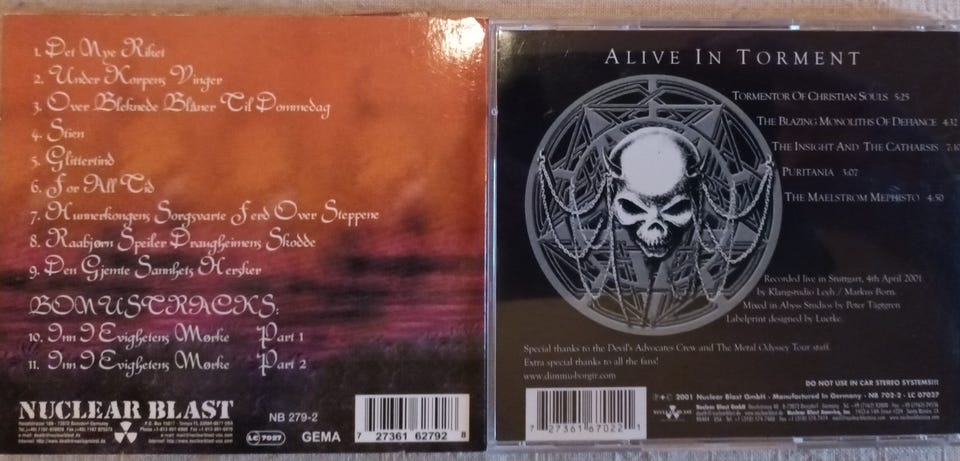 1. Det Nye Riket
2. Under Korpens Vinger
3. Over Bleknede Blåner Til Dommedag
4. Stien
5. Glittertind
6. For All Tid
7. Hunnerkongens Sorgsvarte Ferd Over Steppene
8. Raabjørn Speiler Draugheimens Skodde
9. Den Gjemte Sannhets Hersker
BONUSTRACKS:
10. Inn I Evighetens Mørke Part 1
11. Inn I Evighetens Mørke Part 2
NUCLEAR BLAST
NB 279-2
LC 7027
GEMA
7 27361 62792 8
ALIVE IN TORMENT
TORMENTOR OF CHRISTIAN SOULS 5:25
THE BLAZING MONOLITHS OF DEFIANCE 4:32
THE INSIGHT AND THE CATHARSIS 7:10
PURITANIA 3:07
THE MAELSTROM MEPHISTO 4:50
Recorded live in Stuttgart, 4th April 2001
by Klangstudio Leyh / Markus Born.
Mixed in Abyss Studios by Peter Tägtgren
Labelprint designed by Luetke.
Special thanks to the Devil's Advocates Crew and The Metal Odyssey Tour staff.
Extra special thanks to all the fans!
www.dimmu-borgir.com
DO NOT USE IN CAR STEREO SYSTEMS!!!
℗ © 2001 Nuclear Blast GmbH · Manufactured in Germany · NB 702-2 · LC 07027
7 27361 67022 1